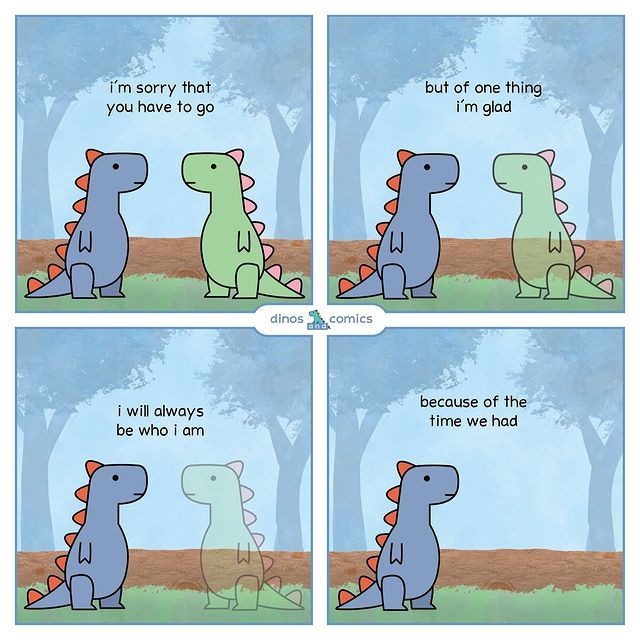 i'm sorry that
you have to go
but of one thing
i'm glad
dinos and comics
i will always
be who i am
because of the
time we had